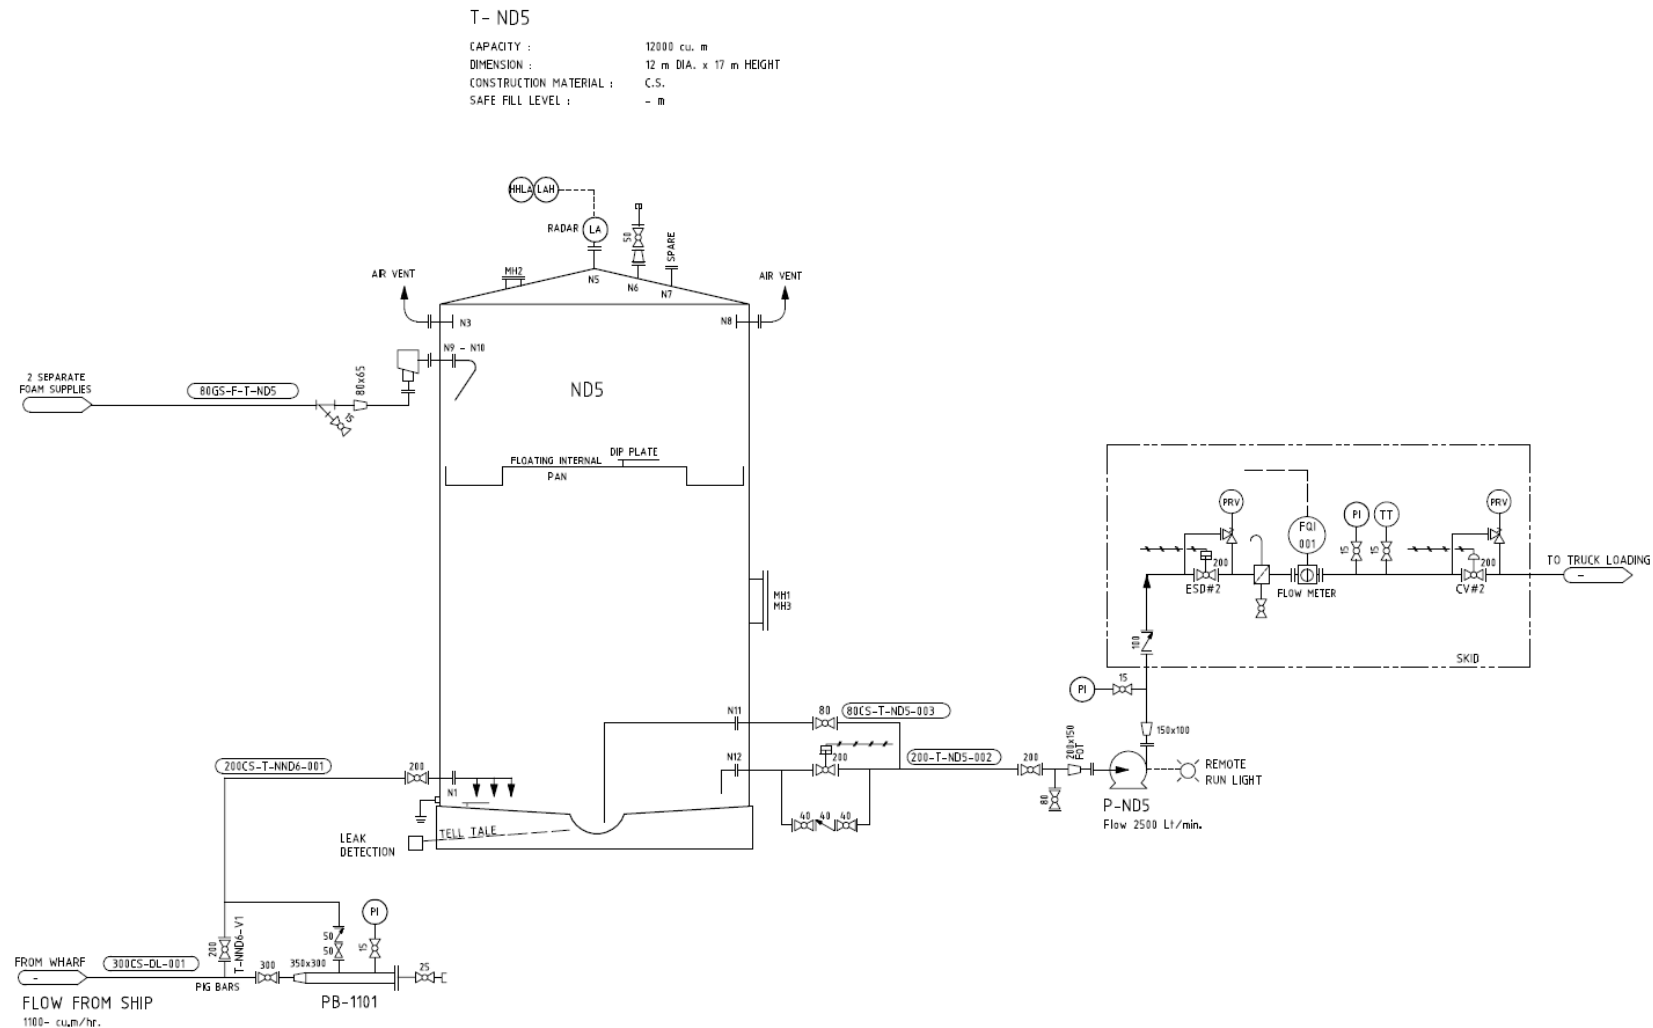 T- ND5
CAPACITY : 12000 cu. m
DIMENSION : 12 m DIA. x 17 m HEIGHT
CONSTRUCTION MATERIAL : C.S.
SAFE FILL LEVEL : - m
HHLA LAH
RADAR LA
50
SPARE
MH2
N5
N6
N7
AIR VENT
AIR VENT
N3
N8
N9 - N10
2 SEPARATE
FOAM SUPPLIES
80GS-F-T-ND5
80x65
15
ND5
DIP PLATE
FLOATING INTERNAL
PAN
MH1
MH3
PRV
FQI
001
PI
TT
PRV
15
15
200
200
ESD#2
FLOW METER
CV#2
TO TRUCK LOADING
-
100
SKID
PI
15
150x100
N11
80
80CS-T-ND5-003
N12
200
200-T-ND5-002
200
200x150
FOT
80
REMOTE
RUN LIGHT
P-ND5
Flow 2500 Lt/min.
40
40
40
200CS-T-NND6-001
200
N1
TELL TALE
LEAK
DETECTION
PI
50
50
15
200
T-NND6-V1
FROM WHARF
-
300CS-DL-001
300
350x300
25
PIG BARS
PB-1101
FLOW FROM SHIP
1100- cu.m/hr.